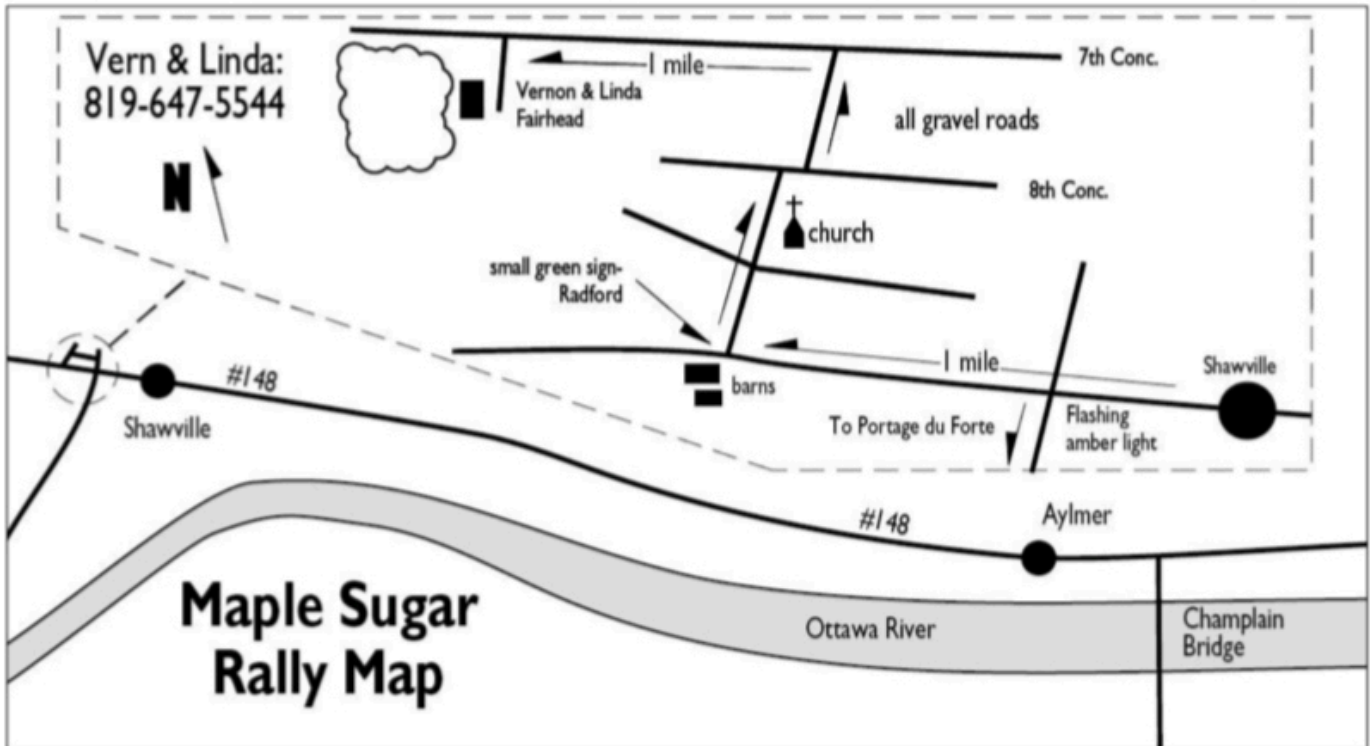 Vern & Linda:
819-647-5544
N
1 mile
7th Conc.
Vernon & Linda
Fairhead
all gravel roads
8th Conc.
church
small green sign-
Radford
1 mile
Shawville
barns
To Portage du Forte
Flashing
amber light
#148
Shawville
#148
Aylmer
Maple Sugar
Rally Map
Ottawa River
Champlain
Bridge